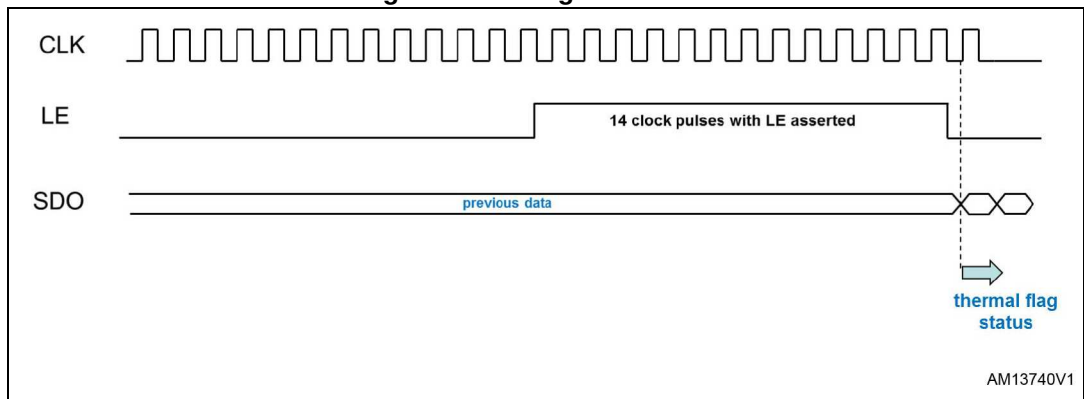 CLK
LE
14 clock pulses with LE asserted
SDO
previous data
thermal flag
status
AM13740V1